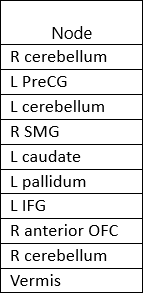 Node
R cerebellum
L PreCG
L cerebellum
R SMG
L caudate
L pallidum
L IFG
R anterior OFC
R cerebellum
Vermis